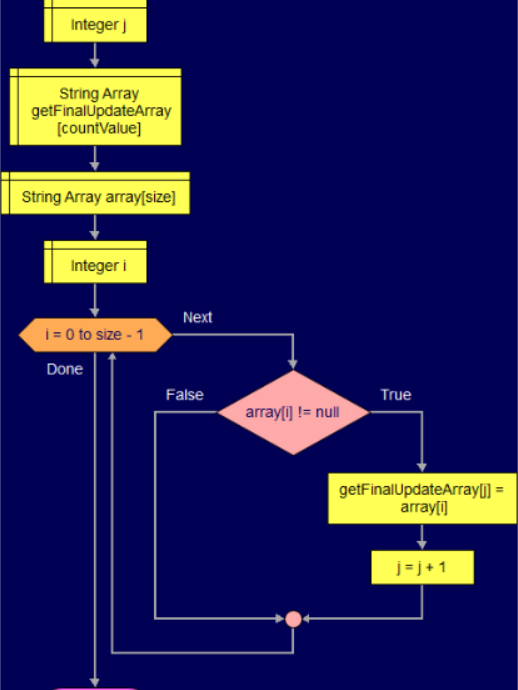 Integer j
String Array
getFinalUpdateArray
[countValue]
String Array array[size]
Integer i
i = 0 to size - 1
Next
Done
False
array[i] != null
True
getFinalUpdateArray[j] =
array[i]
j = j + 1